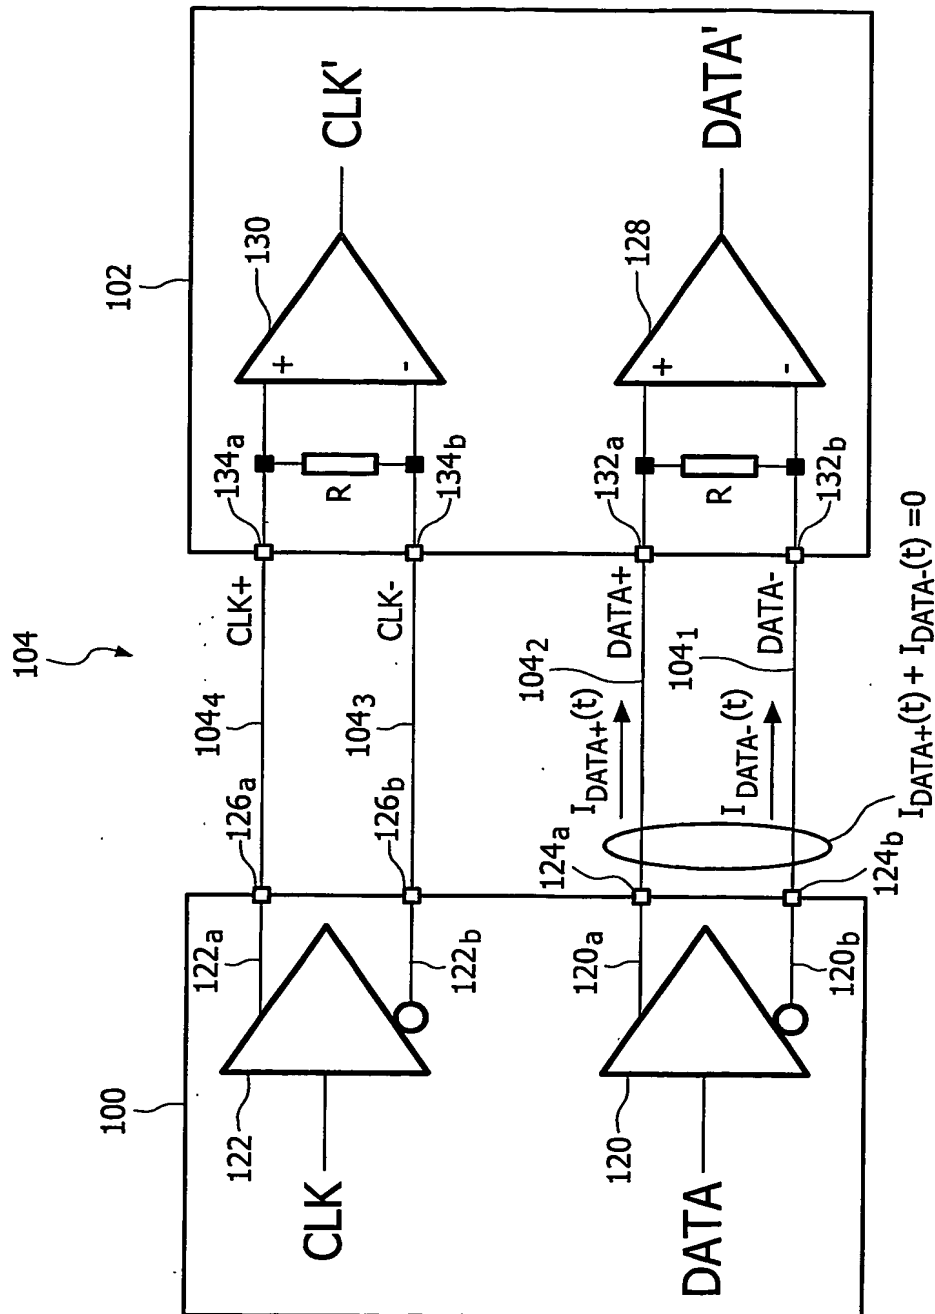 104
100
102
CLK
122
122a
122b
126a
126b
1044
1043
CLK+
CLK-
134a
134b
R
+
-
130
CLK'
DATA
120
120a
120b
124a
124b
IDATA+(t)
IDATA-(t)
1042
1041
DATA+
DATA-
132a
132b
R
+
-
128
DATA'
IDATA+(t) + IDATA-(t) =0